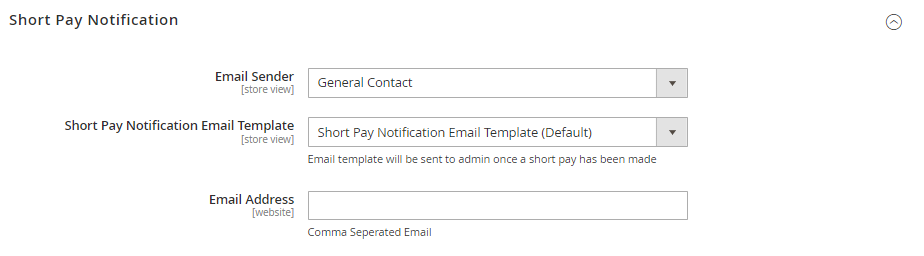 Short Pay Notification
Email Sender
General Contact
[store view]
Short Pay Notification Email Template
Short Pay Notification Email Template (Default)
[store view]
Email template will be sent to admin once a short pay has been made
Email Address
[website]
Comma Seperated Email